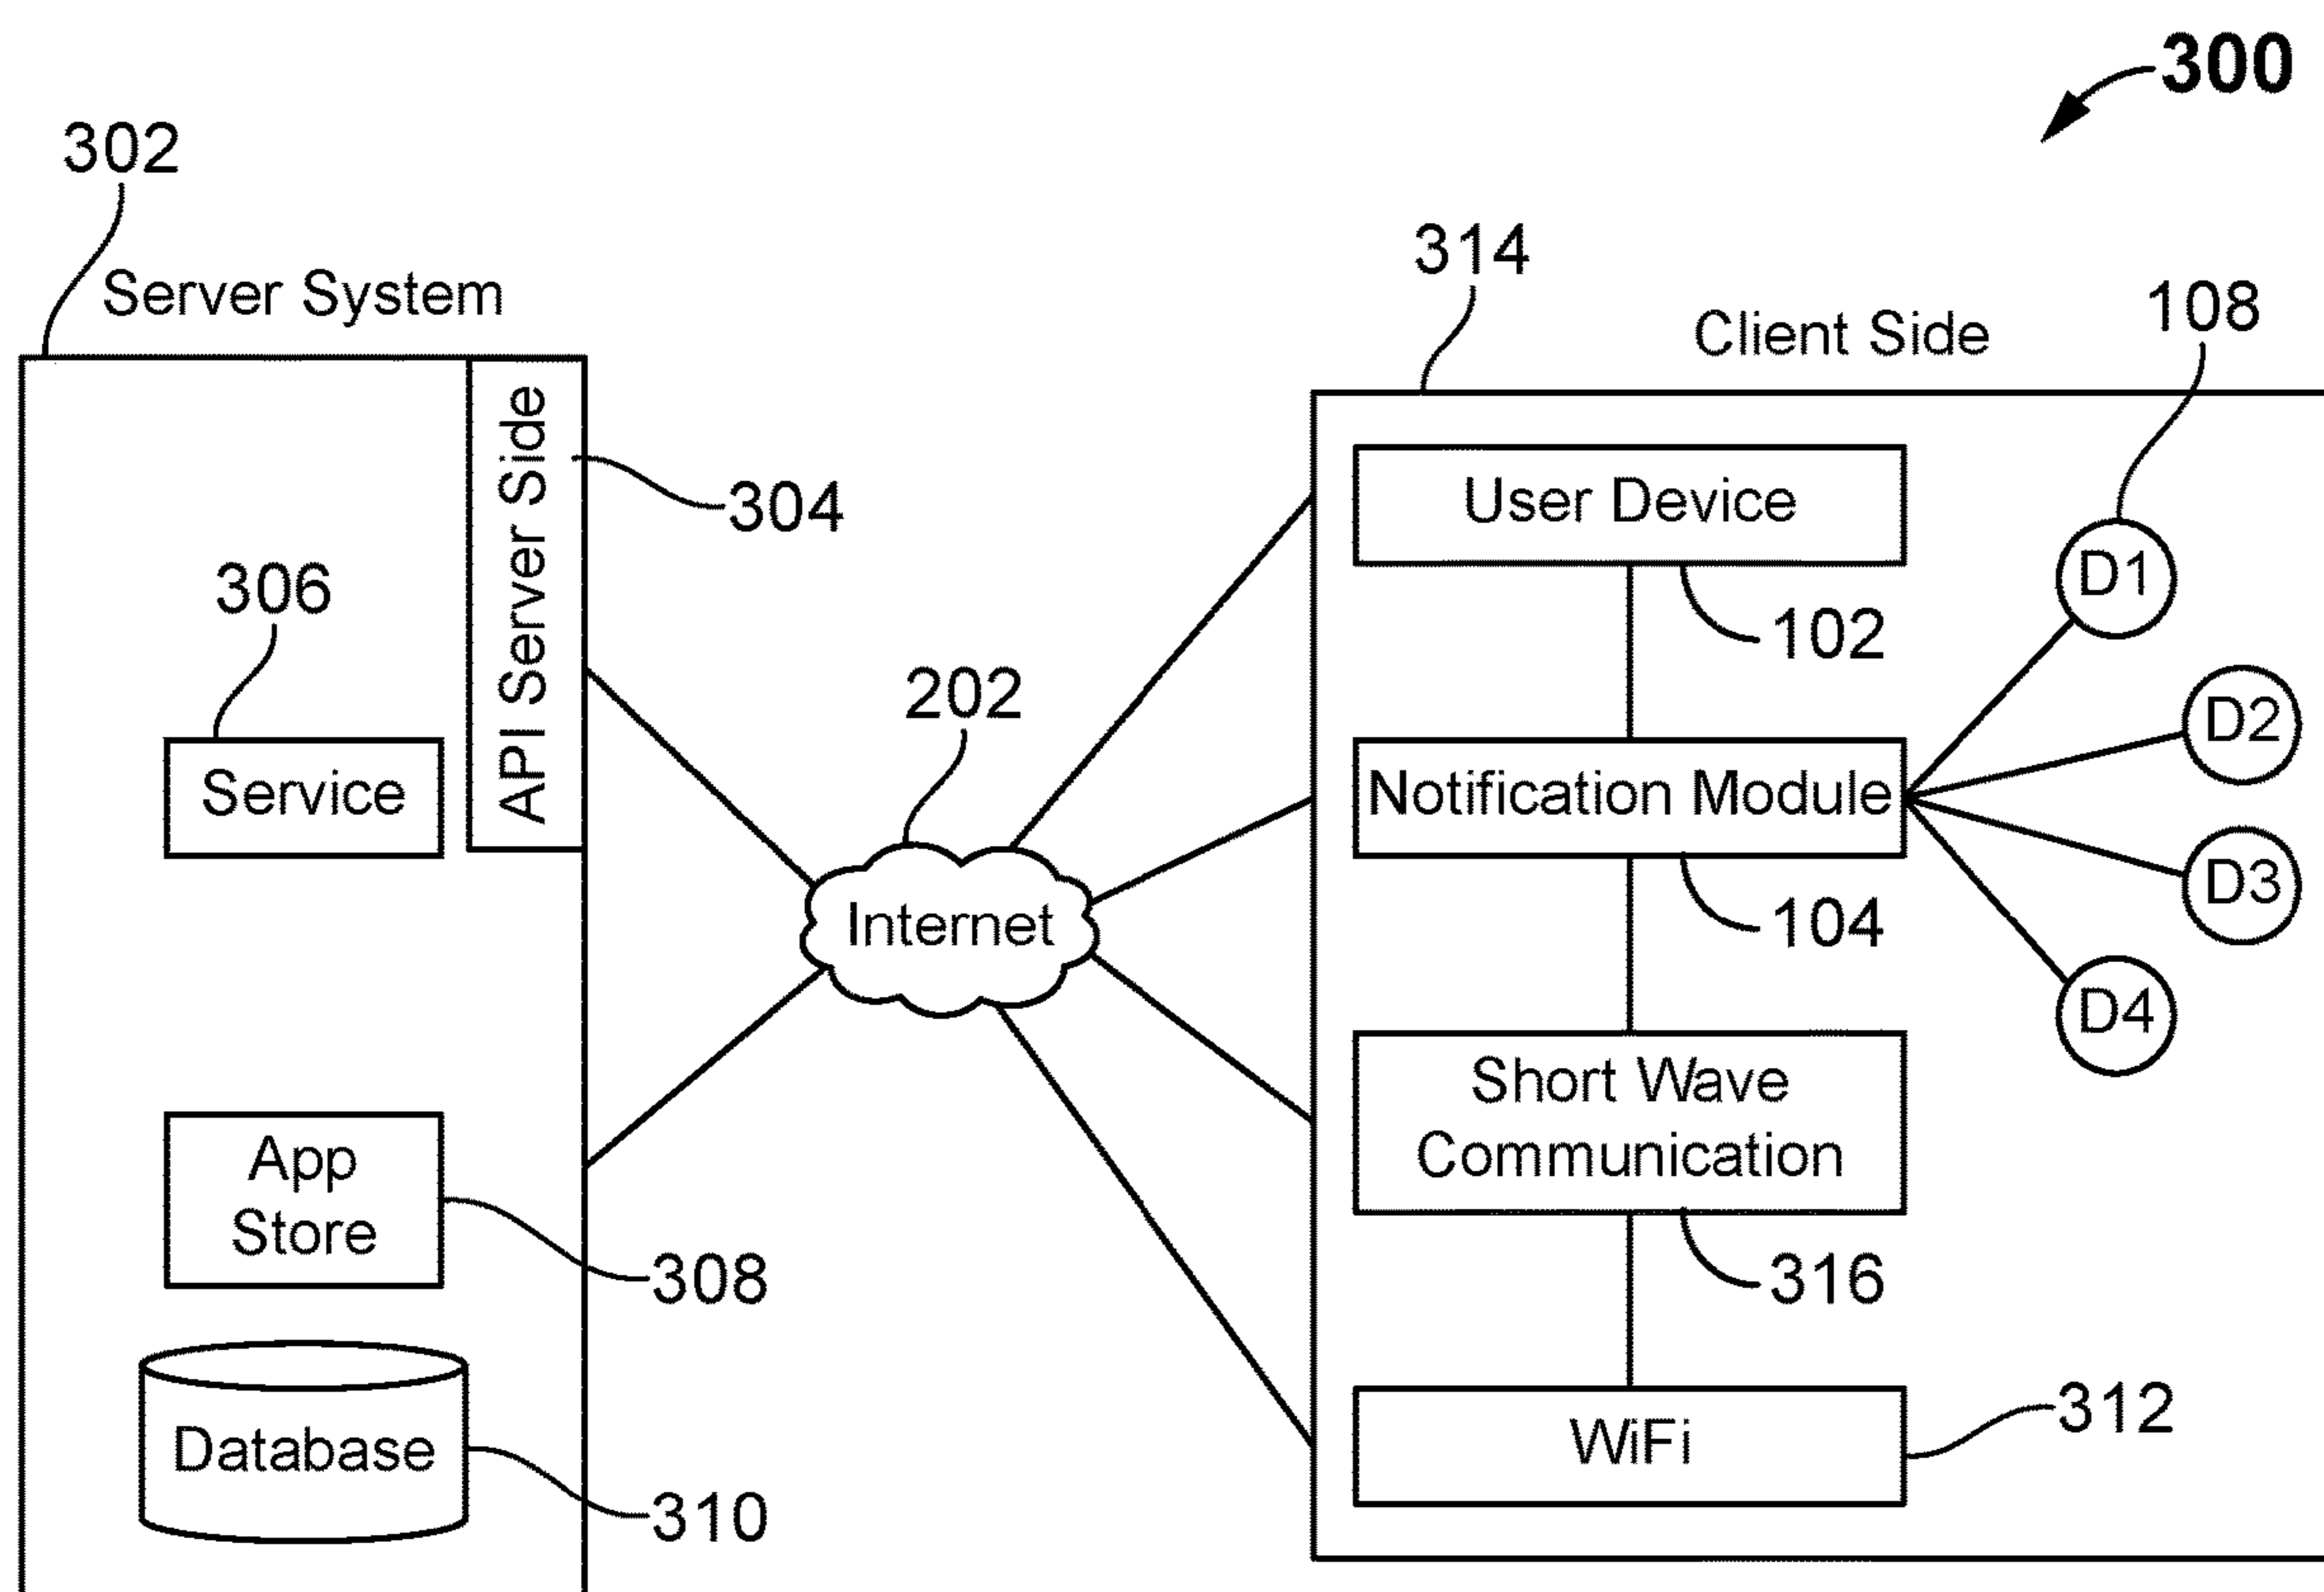 300
302
Server System
314
Client Side
108
API Server Side
304
User Device
102
D1
306
Service
202
Internet
Notification Module
104
D2
D3
D4
App
Store
308
Short Wave
Communication
316
Database
310
WiFi
312